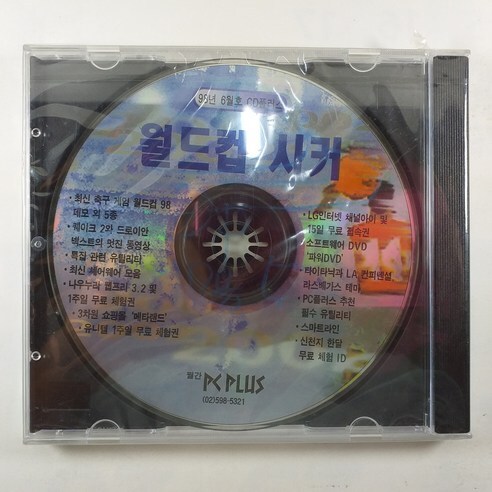 98년 6월호 CD
월드컵 사커
· 최신 축구 게임 월드컵 98
데모 외 5종
· 퀘이크 2와 드로이안
넥스트의 멋진 동영상
특집 관련 유틸리티
· 최신 셰어웨어 모음
· 나우누리 웹프리 3.2 및
1주일 무료 체험권
· 3차원 쇼핑몰 '메타랜드'
· 유니텔 1주일 무료 체험권
· LG인터넷 채널아이 및
15일 무료 접속권
· 소프트웨어 DVD
'파워DVD'
· 타이타닉과 LA 컨피덴셜,
라스베가스 테마
· PC플러스 추천
필수 유틸리티
· 스마트라인
· 신천지 한달
무료 체험 ID
월간 PC PLUS
(02)598-5321